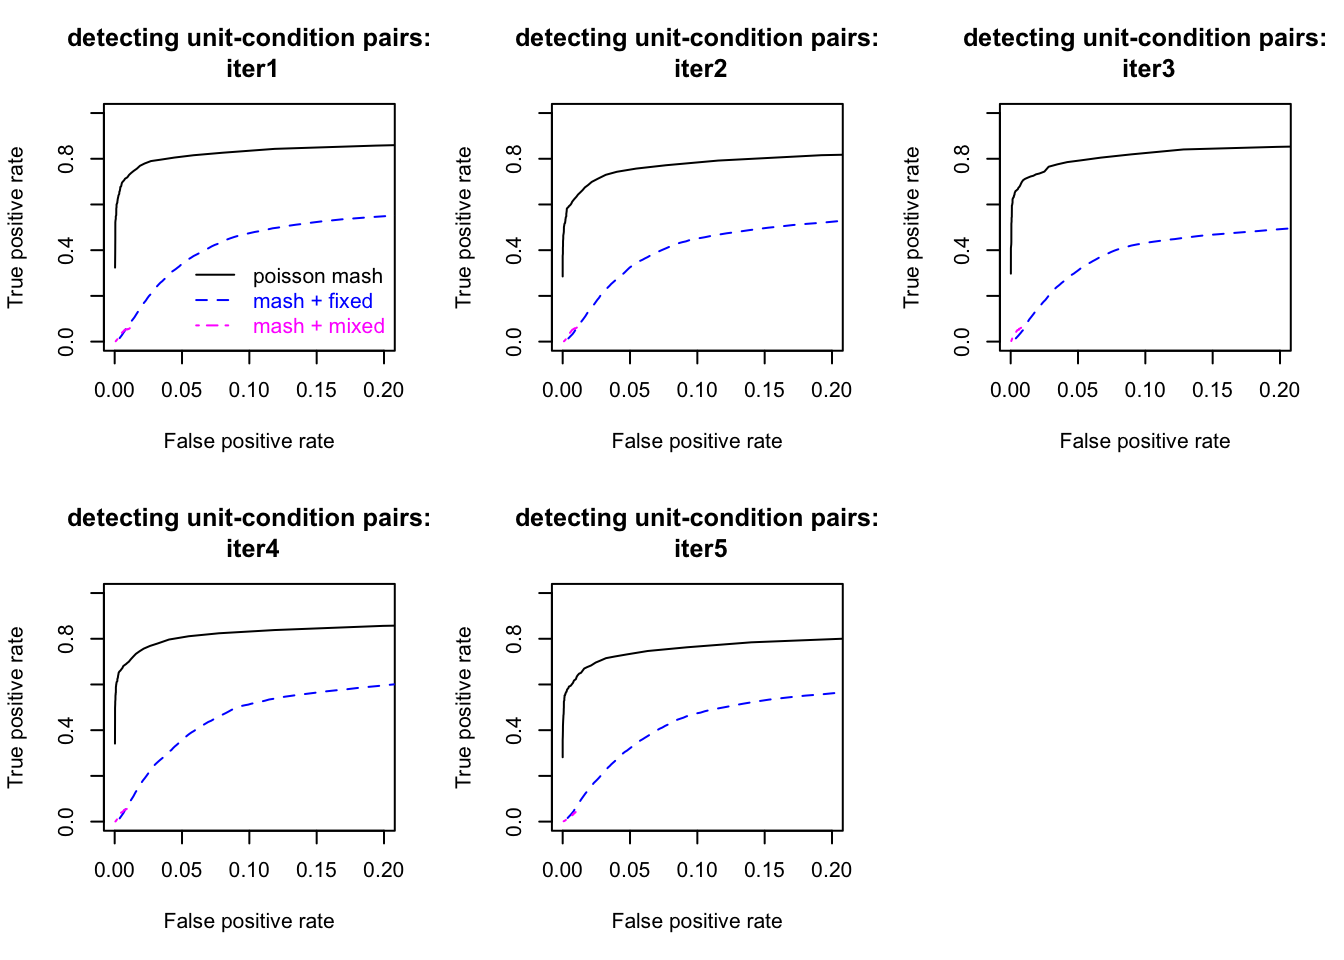 detecting unit-condition pairs:
iter1
True positive rate
0.0 0.4 0.8
poisson mash
mash + fixed
mash + mixed
0.00 0.05 0.10 0.15 0.20
False positive rate
detecting unit-condition pairs:
iter2
True positive rate
0.0 0.4 0.8
0.00 0.05 0.10 0.15 0.20
False positive rate
detecting unit-condition pairs:
iter3
True positive rate
0.0 0.4 0.8
0.00 0.05 0.10 0.15 0.20
False positive rate
detecting unit-condition pairs:
iter4
True positive rate
0.0 0.4 0.8
0.00 0.05 0.10 0.15 0.20
False positive rate
detecting unit-condition pairs:
iter5
True positive rate
0.0 0.4 0.8
0.00 0.05 0.10 0.15 0.20
False positive rate